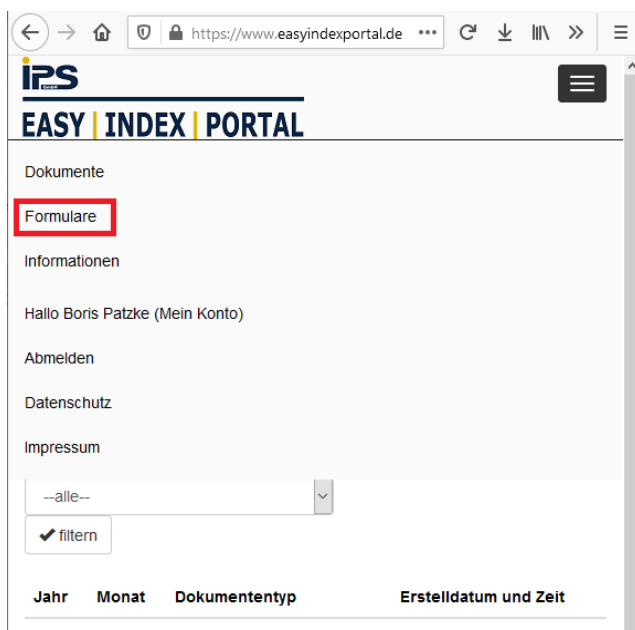 https://www.easyindexportal.de
iPS
GmbH
EASY | INDEX | PORTAL
Dokumente
Formulare
Informationen
Hallo Boris Patzke (Mein Konto)
Abmelden
Datenschutz
Impressum
--alle--
filtern
Jahr Monat Dokumententyp Erstelldatum und Zeit